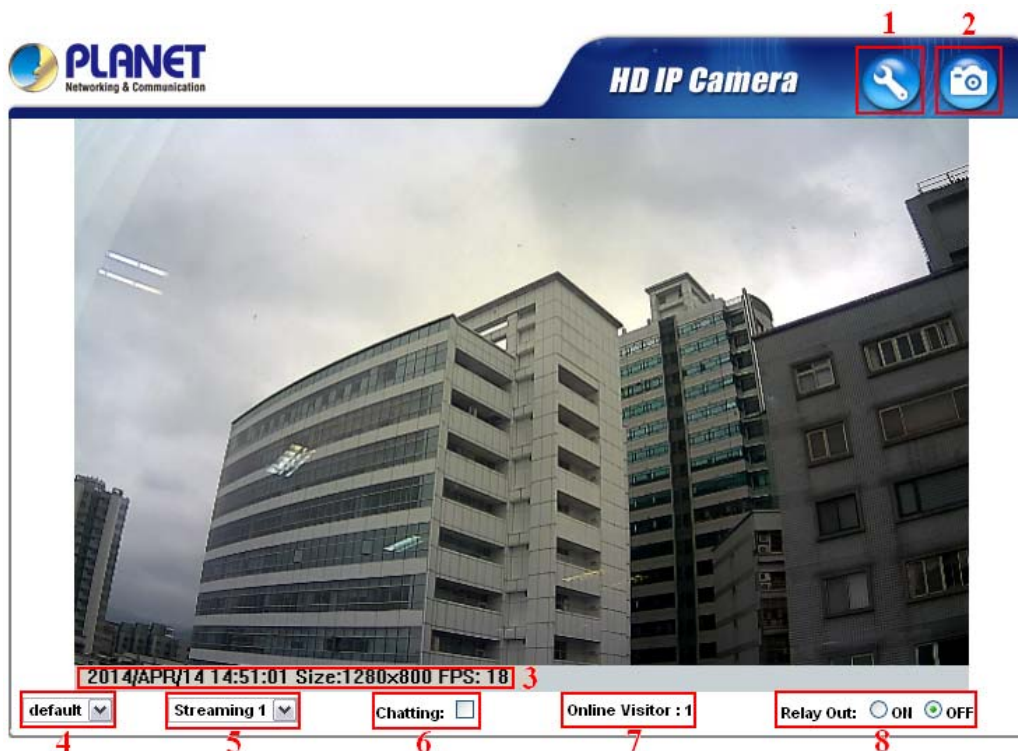 1 2
PLANET
Networking & Communication
HD IP Camera
2014/APR/14 14:51:01 Size:1280x800 FPS: 18 3
default Streaming 1 Chatting: Online Visitor : 1 Relay Out: ON OFF
4 5 6 7 8